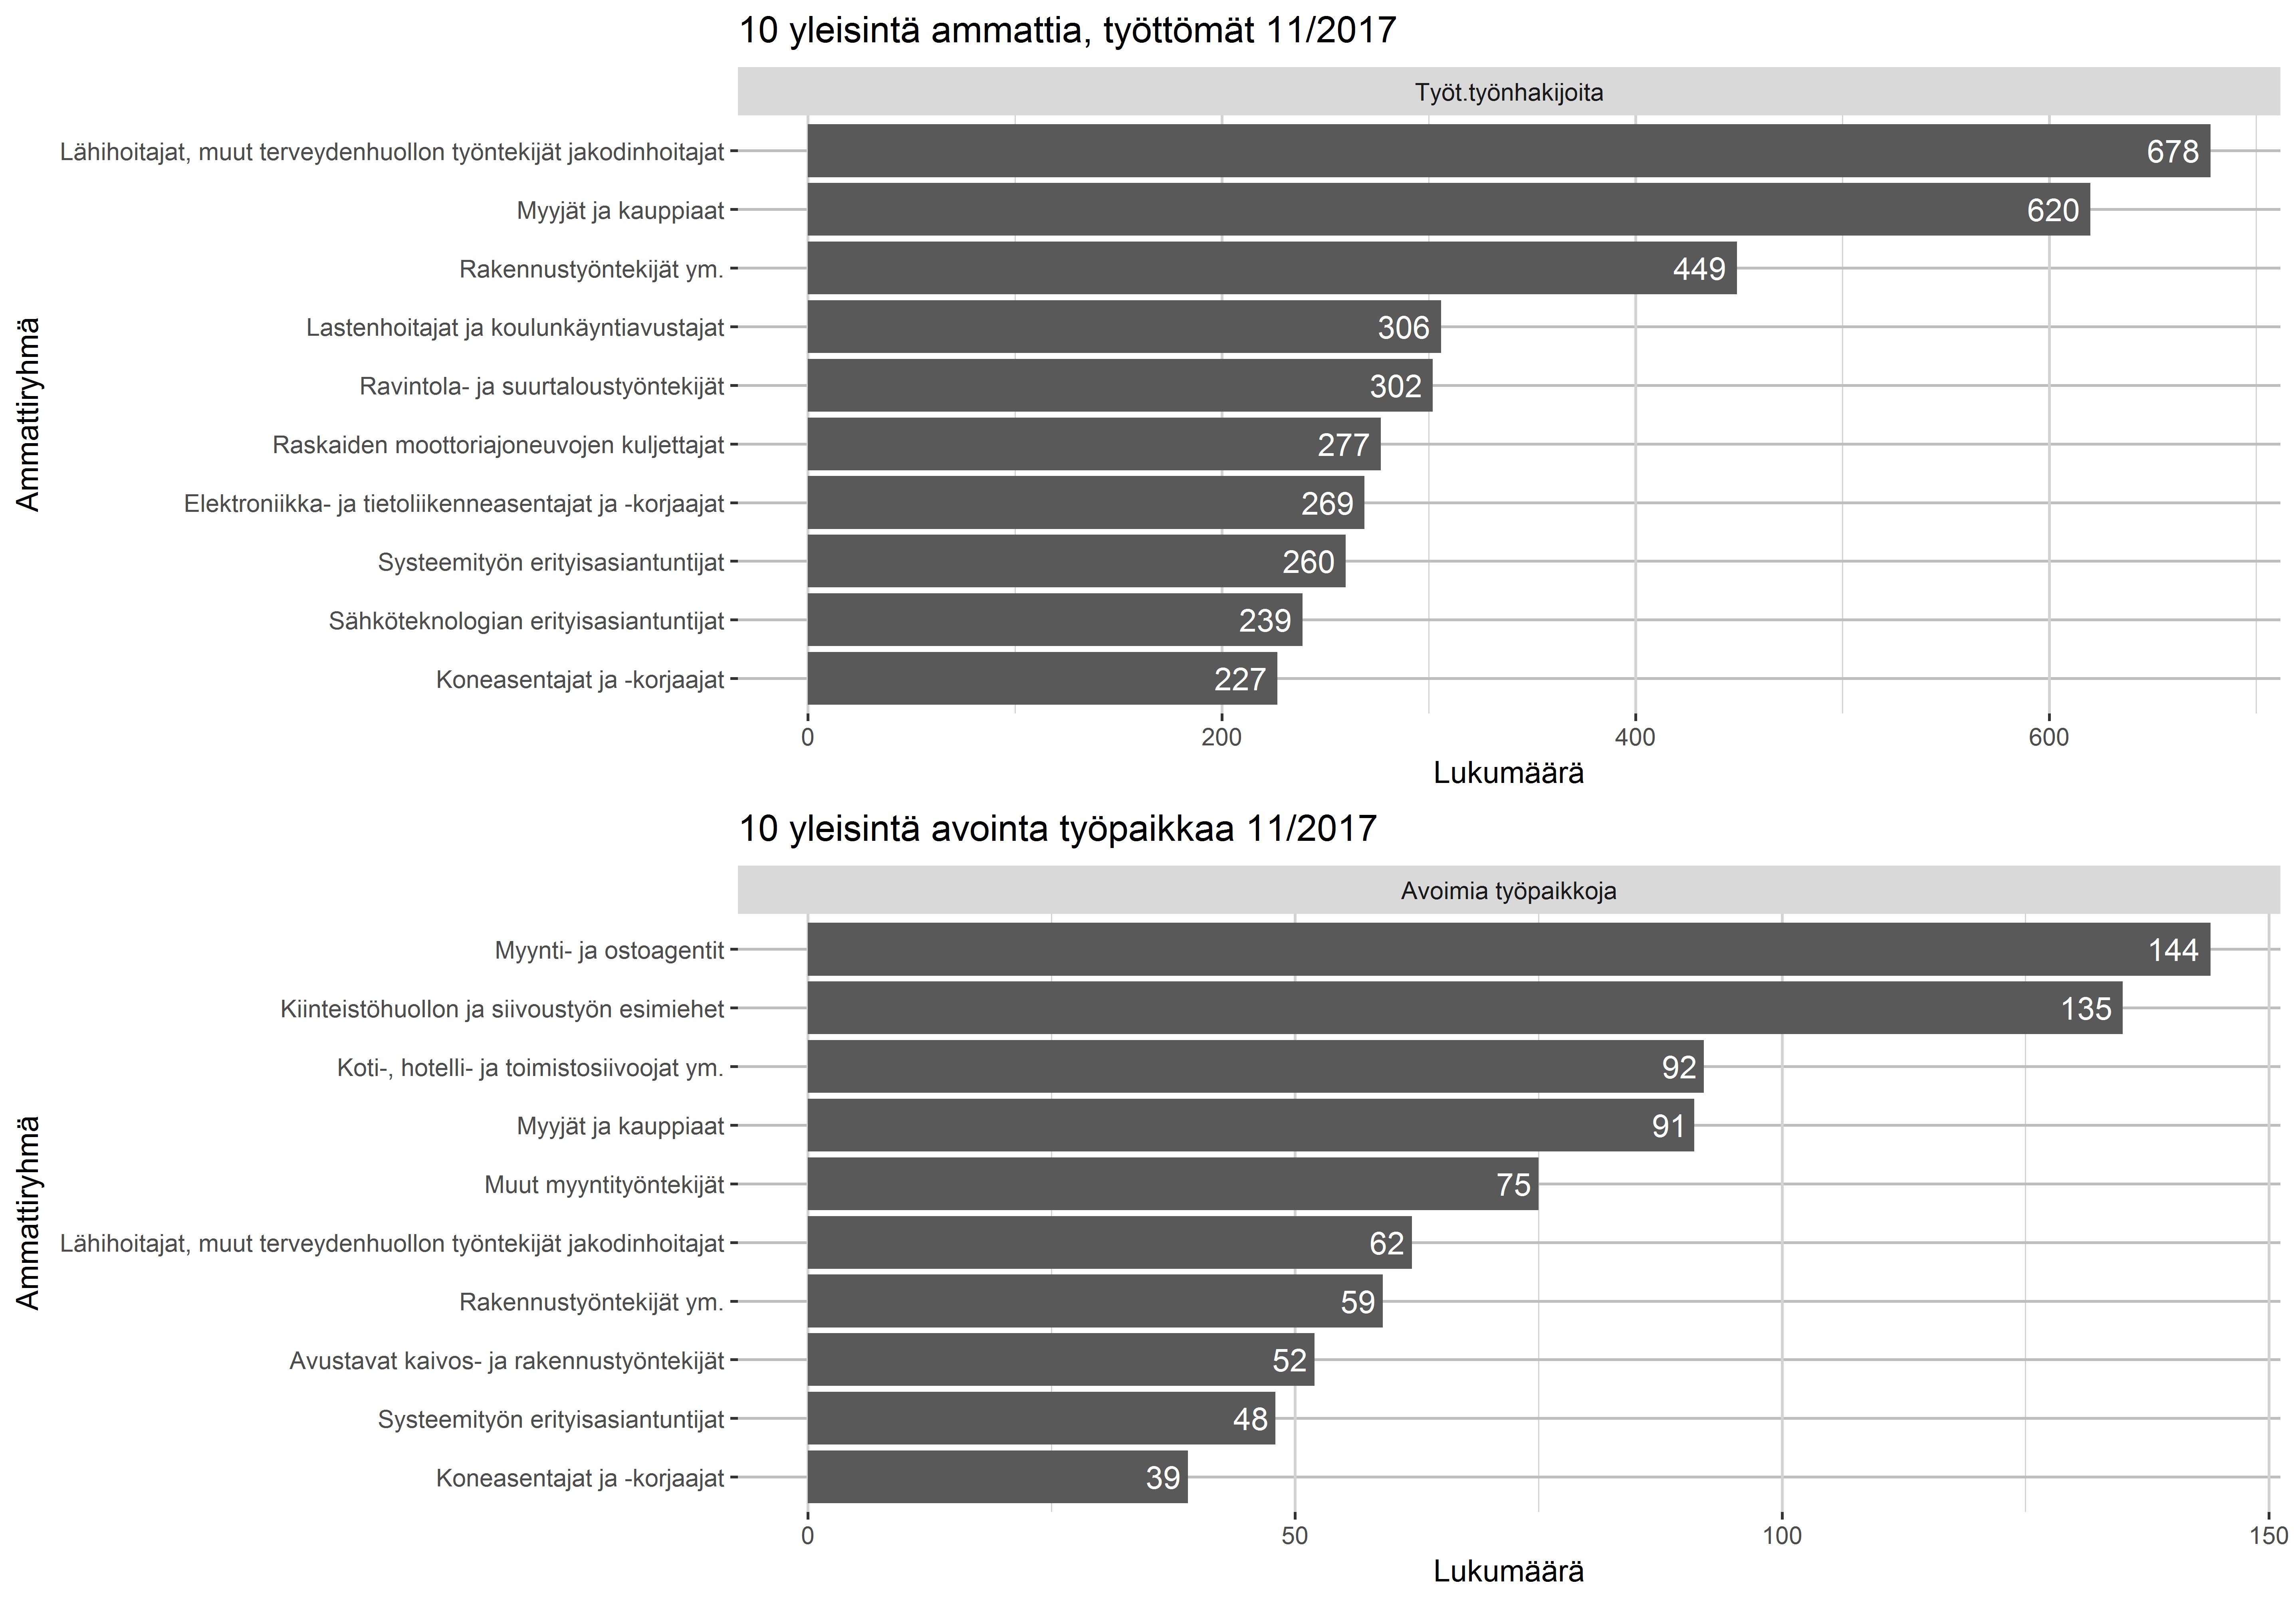 10 yleisintä ammattia, työttömät 11/2017
Työt.työnhakijoita
Ammattiryhmä
Lähihoitajat, muut terveydenhuollon työntekijät jakodinhoitajat 678
Myyjät ja kauppiaat 620
Rakennustyöntekijät ym. 449
Lastenhoitajat ja koulunkäyntiavustajat 306
Ravintola- ja suurtaloustyöntekijät 302
Raskaiden moottoriajoneuvojen kuljettajat 277
Elektroniikka- ja tietoliikenneasentajat ja -korjaajat 269
Systeemityön erityisasiantuntijat 260
Sähköteknologian erityisasiantuntijat 239
Koneasentajat ja -korjaajat 227
0 200 400 600
Lukumäärä
10 yleisintä avointa työpaikkaa 11/2017
Avoimia työpaikkoja
Ammattiryhmä
Myynti- ja ostoagentit 144
Kiinteistöhuollon ja siivoustyön esimiehet 135
Koti-, hotelli- ja toimistosiivoojat ym. 92
Myyjät ja kauppiaat 91
Muut myyntityöntekijät 75
Lähihoitajat, muut terveydenhuollon työntekijät jakodinhoitajat 62
Rakennustyöntekijät ym. 59
Avustavat kaivos- ja rakennustyöntekijät 52
Systeemityön erityisasiantuntijat 48
Koneasentajat ja -korjaajat 39
0 50 100 150
Lukumäärä